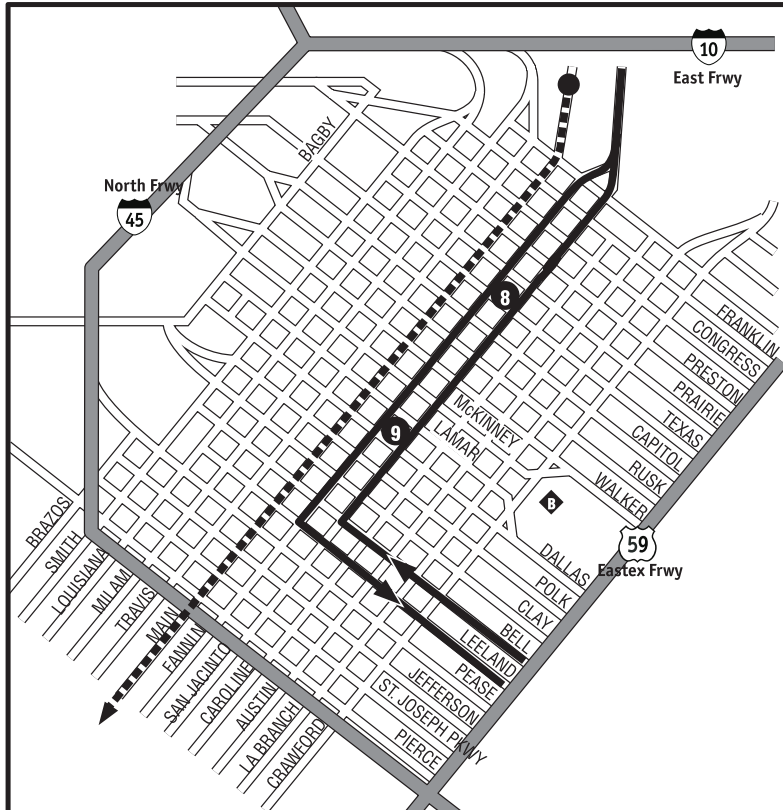 10
East Frwy
BAGBY
North Frwy
45
8
FRANKLIN
CONGRESS
PRESTON
PRAIRIE
TEXAS
CAPITOL
RUSK
WALKER
9
McKINNEY
LAMAR
B
59
Eastex Frwy
DALLAS
POLK
CLAY
BELL
LEELAND
PEASE
JEFFERSON
ST. JOSEPH PKWY
PIERCE
BRAZOS
SMITH
LOUISIANA
MILAM
TRAVIS
MAIN
FANNIN
SAN JACINTO
CAROLINE
AUSTIN
LA BRANCH
CRAWFORD